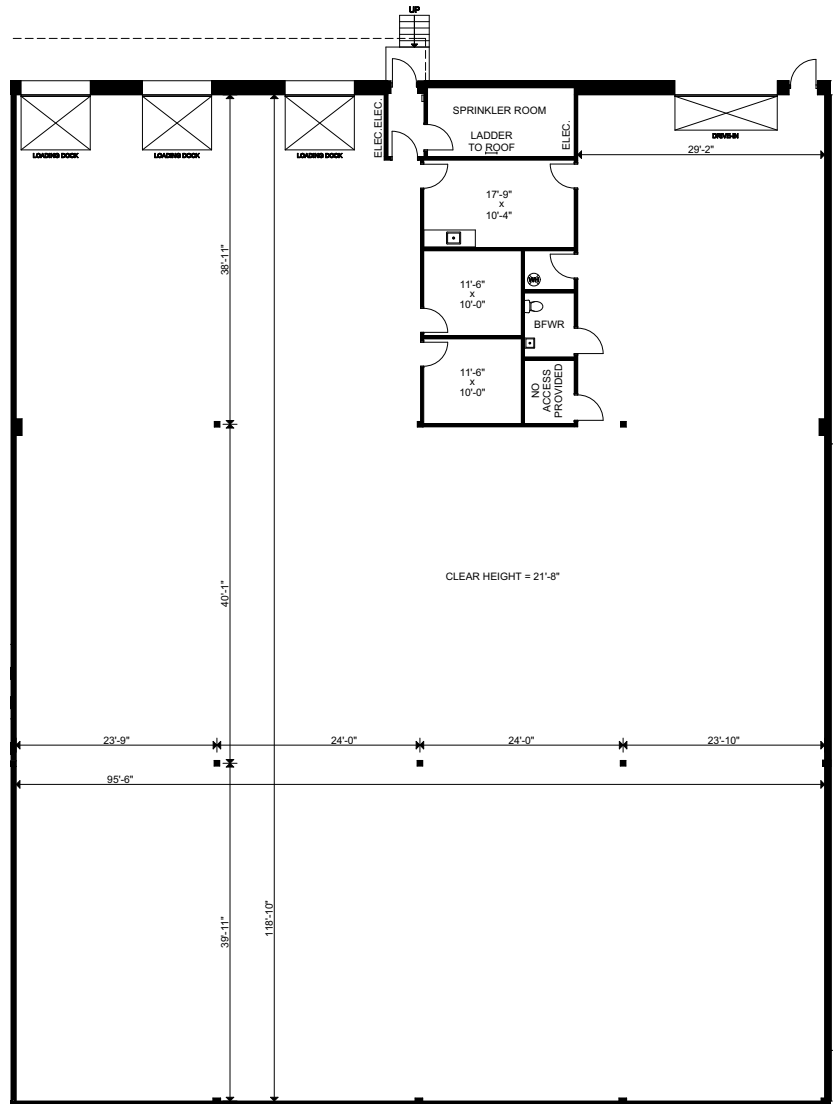 UP
ELEC.
ELEC.
SPRINKLER ROOM
LADDER
TO ROOF
ELEC.
LOADING DOCK
LOADING DOCK
LOADING DOCK
DRIVE-IN
29'-2"
17'-9"
x
10'-4"
38'-11"
11'-6"
x
10'-0"
WH
BFWR
11'-6"
x
10'-0"
NO
ACCESS
PROVIDED
CLEAR HEIGHT = 21'-8"
40'-1"
23'-9"
24'-0"
24'-0"
23'-10"
95'-6"
39'-11"
118'-10"